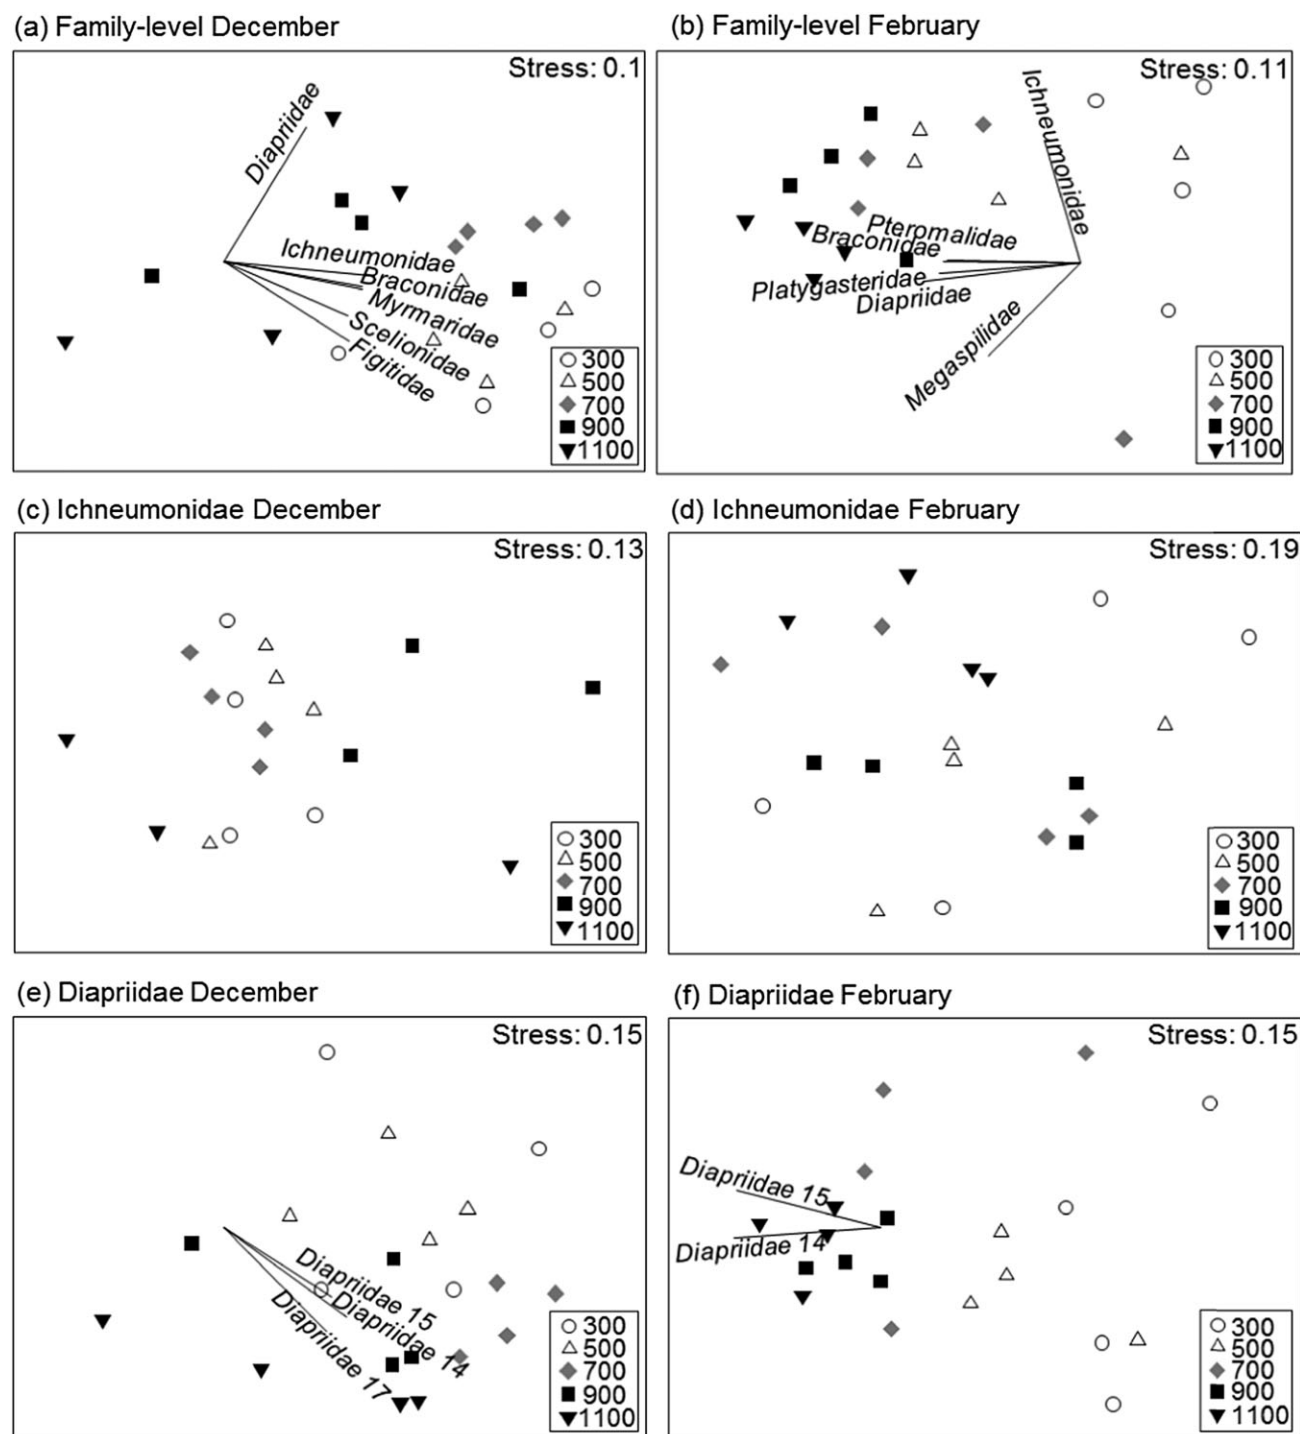 (a) Family-level December
Stress: 0.1
Diapriidae
Ichneumonidae
Braconidae
Myrmaridae
Scelionidae
Figitidae
300
500
700
900
1100
(b) Family-level February
Stress: 0.11
Ichneumonidae
Pteromalidae
Braconidae
Platygasteridae
Diapriidae
Megaspilidae
300
500
700
900
1100
(c) Ichneumonidae December
Stress: 0.13
300
500
700
900
1100
(d) Ichneumonidae February
Stress: 0.19
300
500
700
900
1100
(e) Diapriidae December
Stress: 0.15
Diapriidae 15
Diapriidae 14
Diapriidae 17
300
500
700
900
1100
(f) Diapriidae February
Stress: 0.15
Diapriidae 15
Diapriidae 14
300
500
700
900
1100